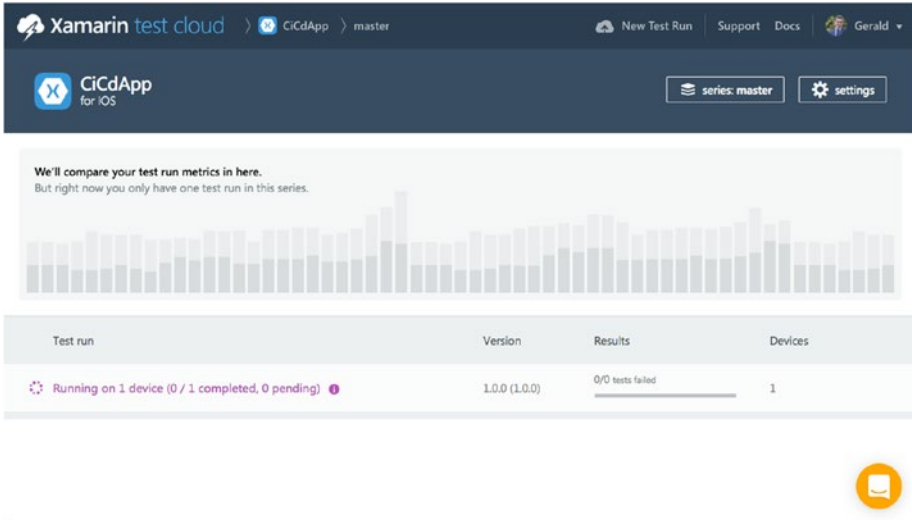 Xamarin test cloud 〉 CiCdApp 〉 master New Test Run Support Docs Gerald
CiCdApp
for iOS
series: master settings
We'll compare your test run metrics in here.
But right now you only have one test run in this series.
Test run Version Results Devices
Running on 1 device (0 / 1 completed, 0 pending) 1.0.0 (1.0.0) 0/0 tests failed 1